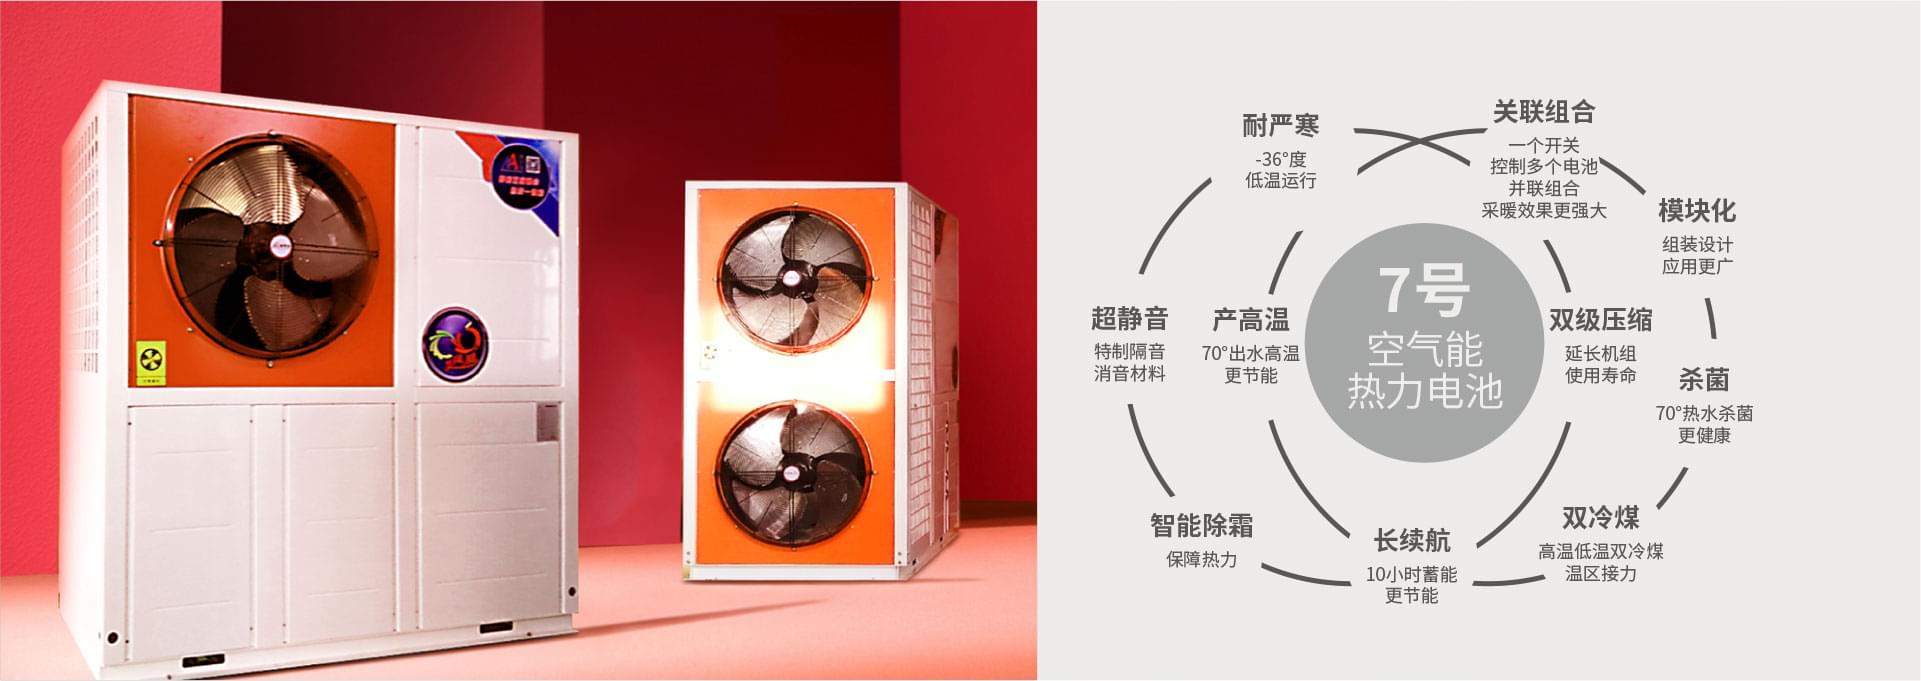 耐严寒
-36°度
低温运行
关联组合
一个开关
控制多个电池
并联组合
采暖效果更强大
模块化
组装设计
应用更广
超静音
特制隔音
消音材料
产高温
70°出水高温
更节能
7号
空气能
热力电池
双级压缩
延长机组
使用寿命
杀菌
70°热水杀菌
更健康
智能除霜
保障热力
长续航
10小时蓄能
更节能
双冷煤
高温低温双冷煤
温区接力